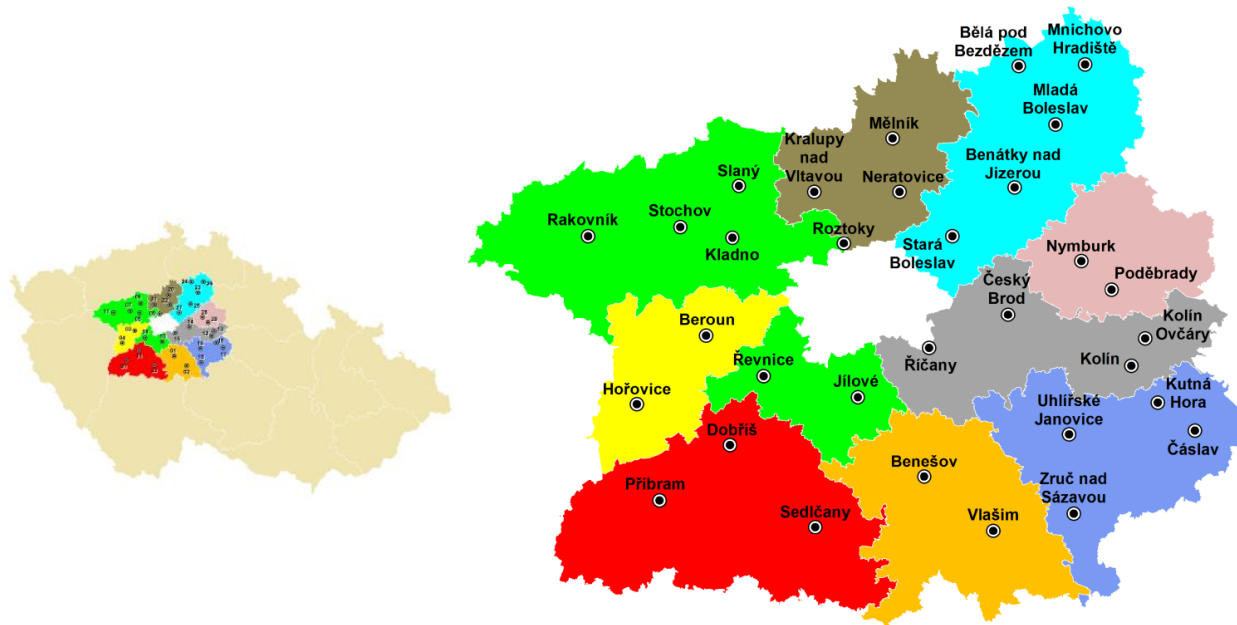 Bělá pod
Bezdězem
Mnichovo
Hradiště
Mladá
Boleslav
Mělník
Kralupy
nad
Vltavou
Benátky nad
Jizerou
Slaný
Neratovice
Stochov
Rakovník
Roztoky
Kladno
Stará
Boleslav
Nymburk
Poděbrady
Český
Brod
Kolín
Ovčáry
Beroun
Řevnice
Říčany
Kolín
Hořovice
Jílové
Kutná
Hora
Uhlířské
Janovice
Dobříš
Čáslav
Benešov
Příbram
Zruč nad
Sázavou
Sedlčany
Vlašim